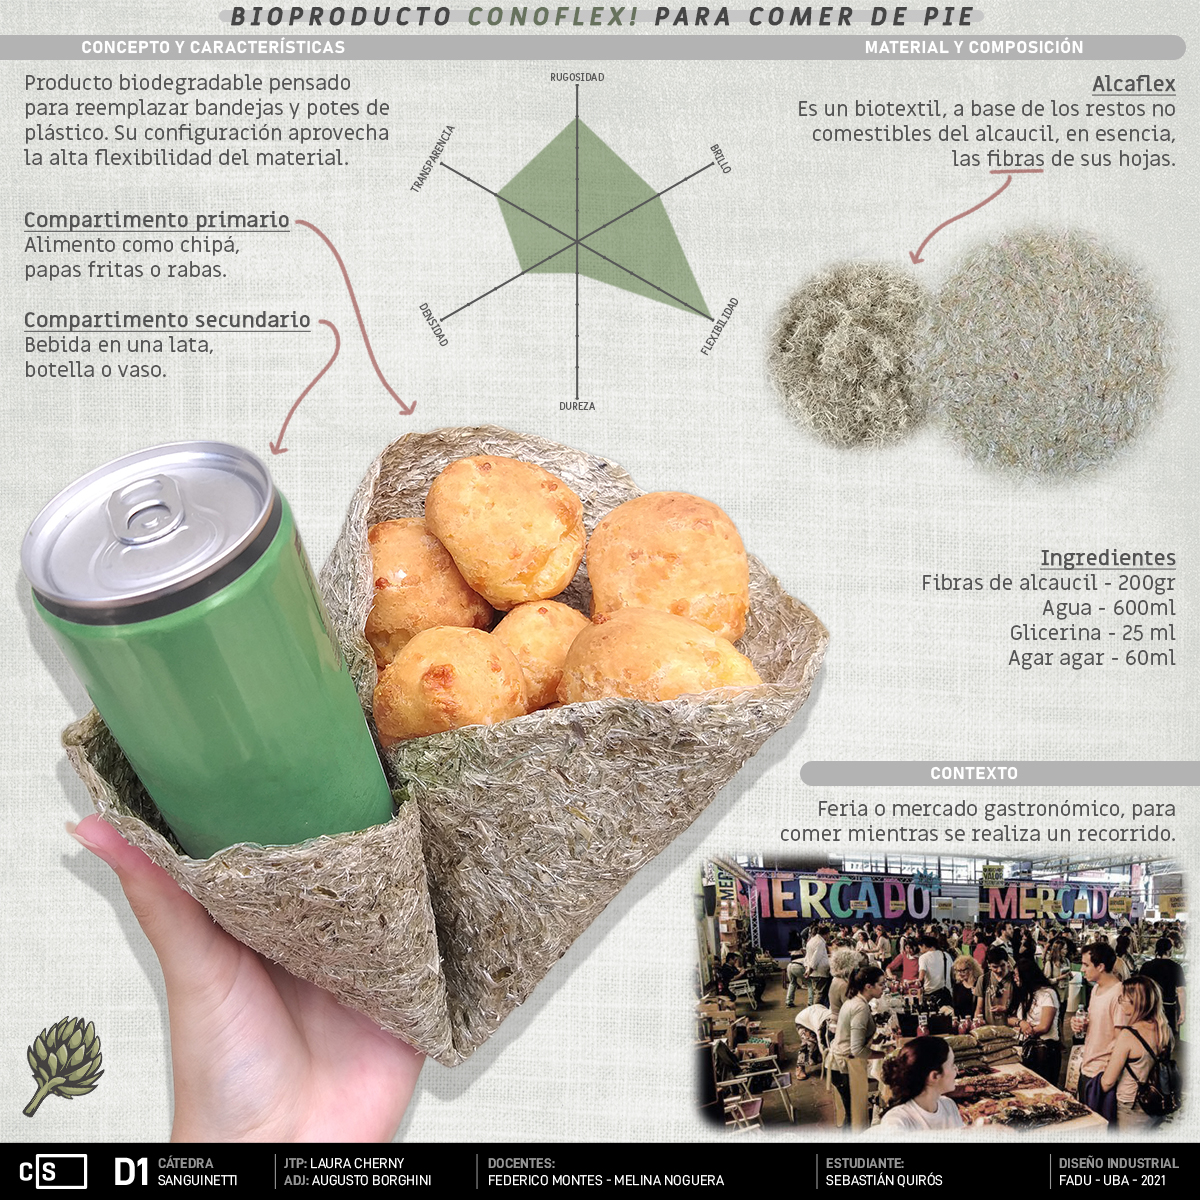 BIOPRODUCTO CONOFLEX! PARA COMER DE PIE
CONCEPTO Y CARACTERÍSTICAS
Producto biodegradable pensado
para reemplazar bandejas y potes de
plástico. Su configuración aprovecha
la alta flexibilidad del material.
Compartimento primario
Alimento como chipá,
papas fritas o rabas.
Compartimento secundario
Bebida en una lata,
botella o vaso.
RUGOSIDAD
BRILLO
FLEXIBILIDAD
DUREZA
DENSIDAD
TRANSPARENCIA
MATERIAL Y COMPOSICIÓN
Alcaflex
Es un biotextil, a base de los restos no
comestibles del alcaucil, en esencia,
las fibras de sus hojas.
Ingredientes
Fibras de alcaucil - 200gr
Agua - 600ml
Glicerina - 25 ml
Agar agar - 60ml
CONTEXTO
Feria o mercado gastronómico, para
comer mientras se realiza un recorrido.
MERCADO
MERCADO
CS
D1
CÁTEDRA
SANGUINETTI
JTP: LAURA CHERNY
ADJ: AUGUSTO BORGHINI
DOCENTES:
FEDERICO MONTES - MELINA NOGUERA
ESTUDIANTE:
SEBASTIÁN QUIRÓS
DISEÑO INDUSTRIAL
FADU - UBA - 2021